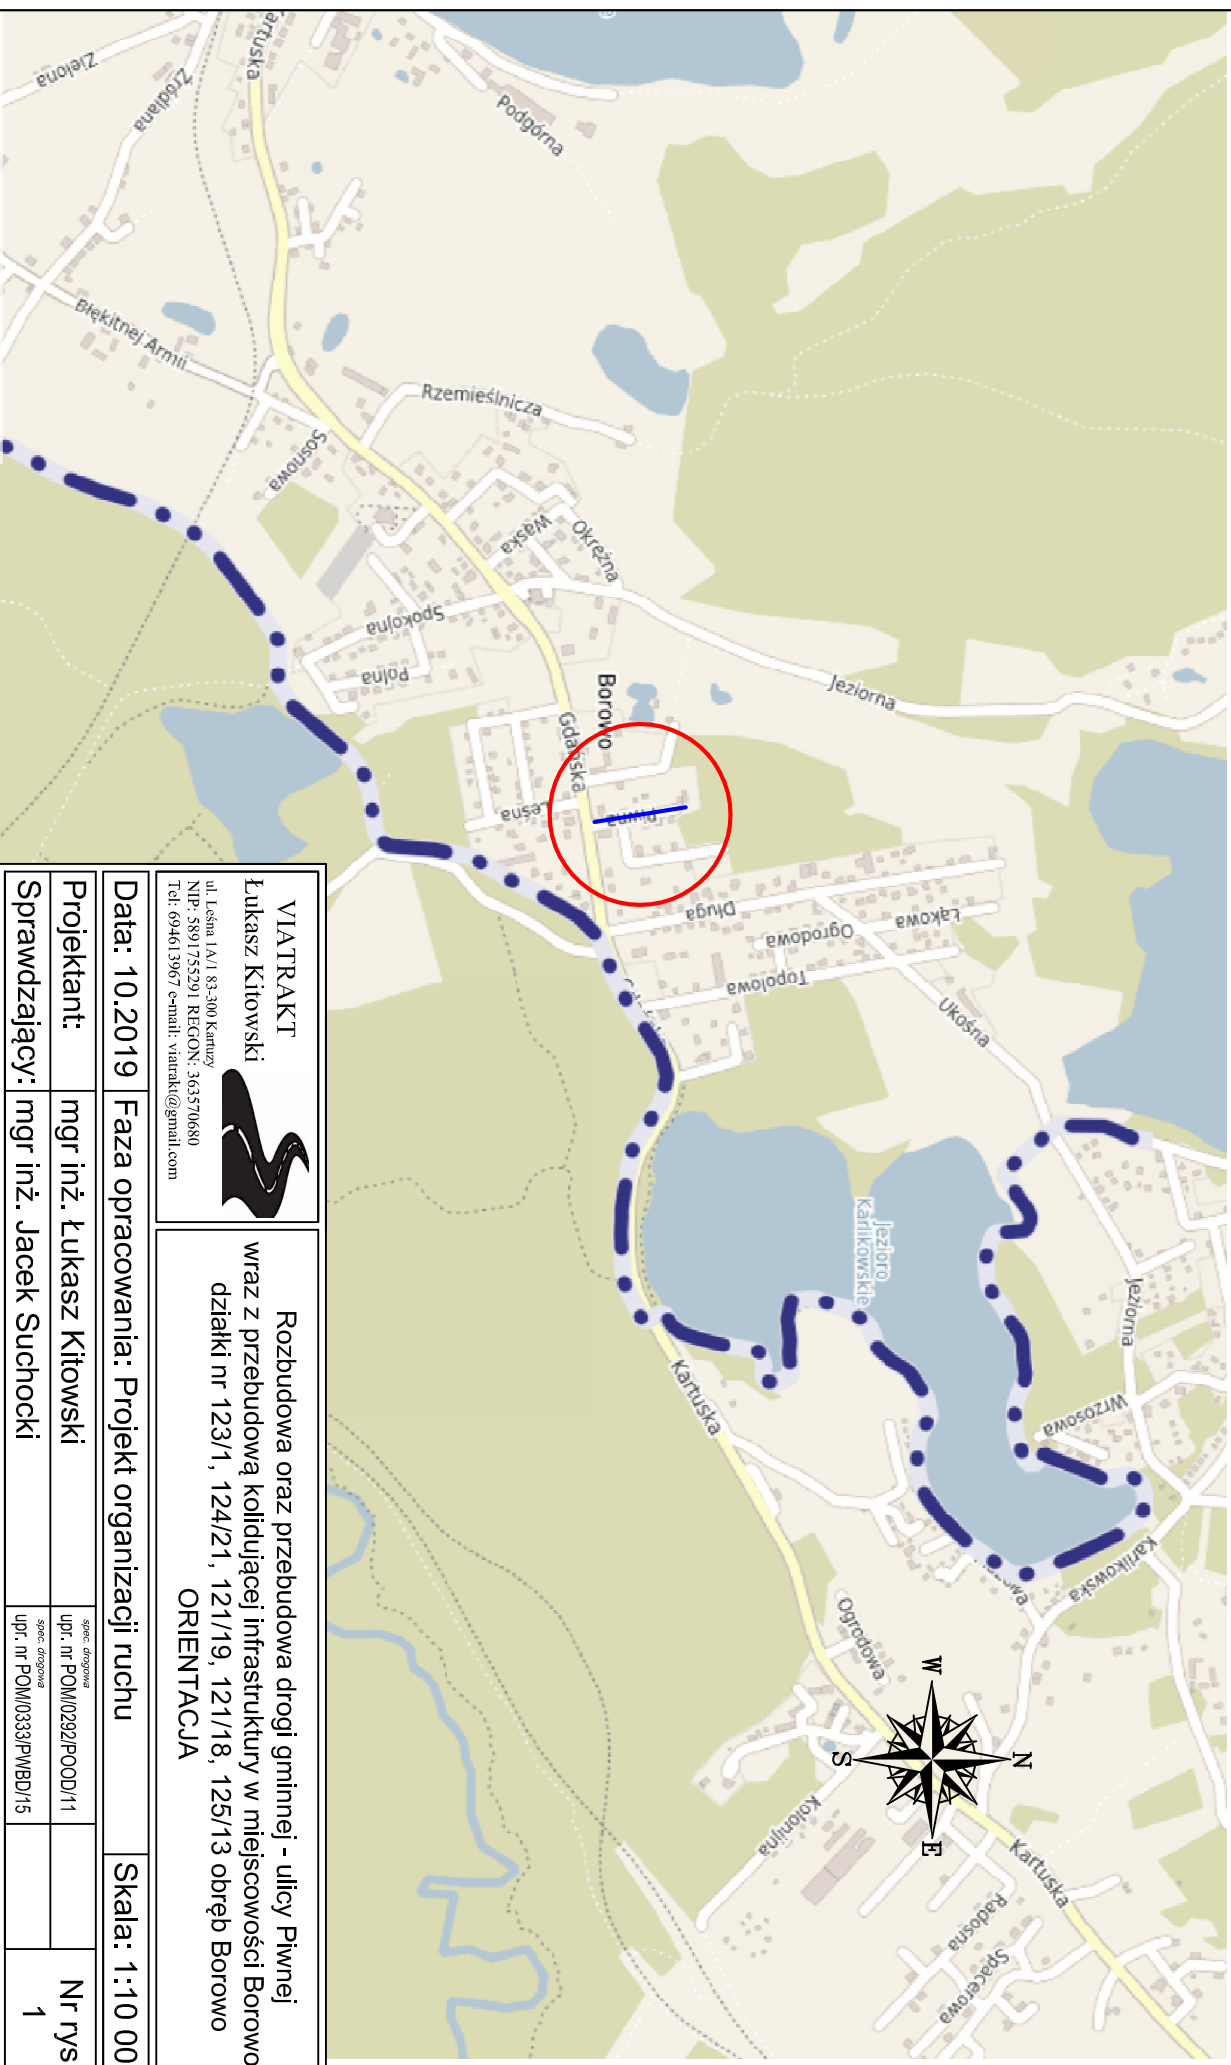 Kartuska
Zielona
Źródlana
Podgórna
Błękitnej Armii
Rzemieślnicza
Sosnowa
Wąska
Okrężna
Spokojna
Polna
Jeziorna
Borowo
Gdańska
Leśna
Piwna
Długa
Łąkowa
Ogrodowa
Topolowa
Ukośna
Jezioro
Karlikowskie
Jeziorna
Wrzosowa
Karlikowska
Kartuska
Ogrodowa
Kolonijna
Kartuska
Radosna
Spacerowa
W
N
S
E
VIATRAKT
Łukasz Kitowski
ul. Leśna 1A/1 83-300 Kartuzy
NIP: 5891755291 REGON: 363570680
Tel: 694613967 e-mail: viatrakt@gmail.com
Rozbudowa oraz przebudowa drogi gminnej - ulicy Piwnej
wraz z przebudową kolidującej infrastruktury w miejscowości Borowo
działki nr 123/1, 124/21, 121/19, 121/18, 125/13 obręb Borowo
ORIENTACJA
Data: 10.2019
Faza opracowania: Projekt organizacji ruchu
Skala: 1:10 00
Projektant:
mgr inż. Łukasz Kitowski
spec. drogowa
upr. nr POM/0292/POOD/11
Nr rys
1
Sprawdzający:
mgr inż. Jacek Suchocki
spec. drogowa
upr. nr POM/0333/PWBD/15